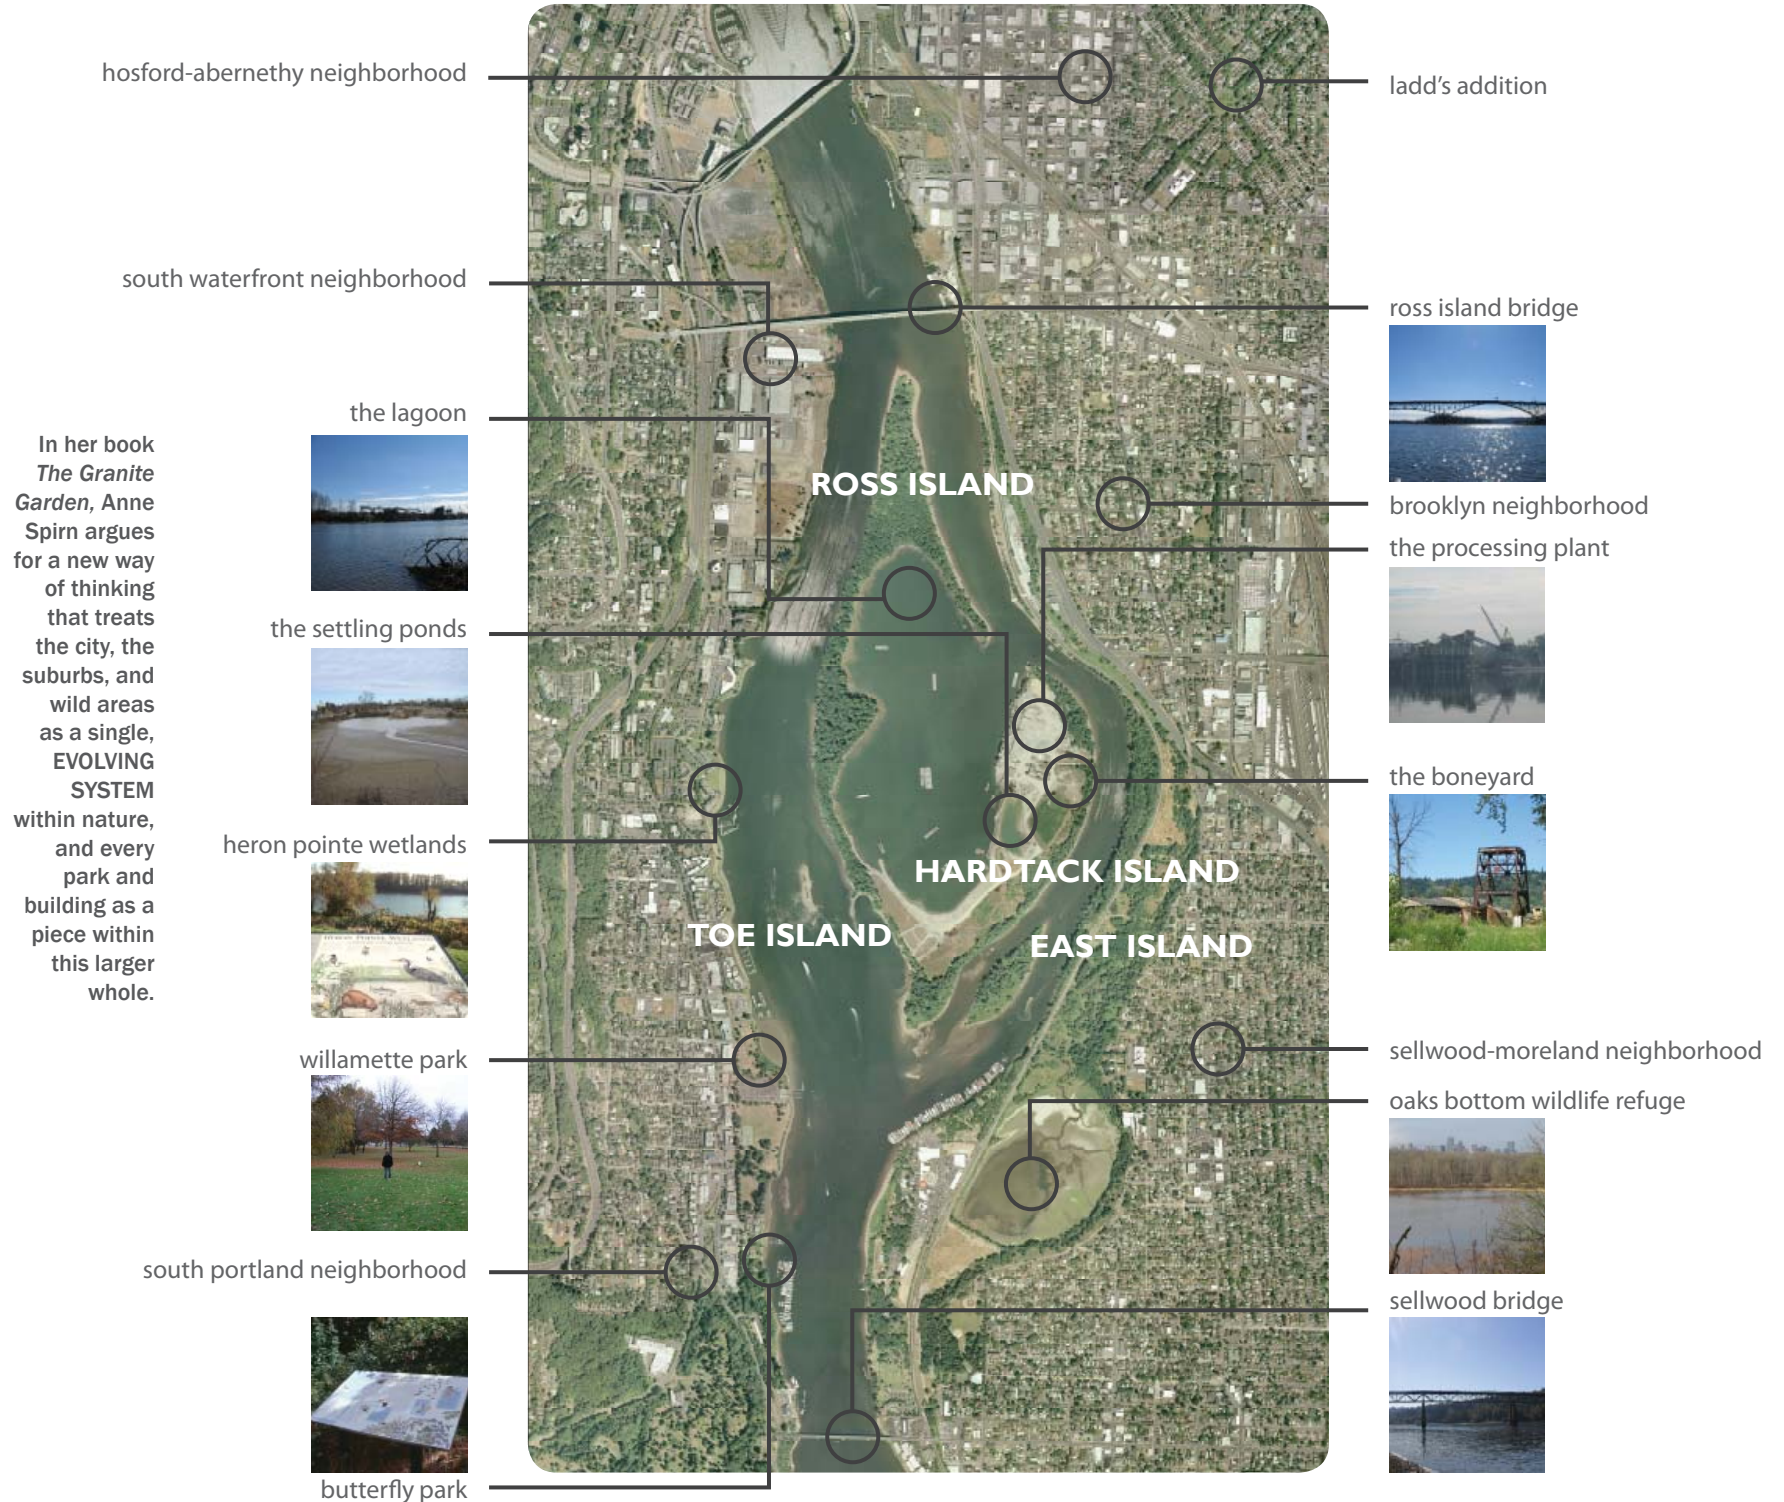 hosford-abernethy neighborhood
south waterfront neighborhood
the lagoon
In her book
The Granite
Garden, Anne
Spirn argues
for a new way
of thinking
that treats
the city, the
suburbs, and
wild areas
as a single,
EVOLVING
SYSTEM
within nature,
and every
park and
building as a
piece within
this larger
whole.
the settling ponds
heron pointe wetlands
HERON POINTE WETLANDS
willamette park
south portland neighborhood
butterfly park
ROSS ISLAND
HARDTACK ISLAND
TOE ISLAND
EAST ISLAND
ladd's addition
ross island bridge
brooklyn neighborhood
the processing plant
the boneyard
sellwood-moreland neighborhood
oaks bottom wildlife refuge
sellwood bridge